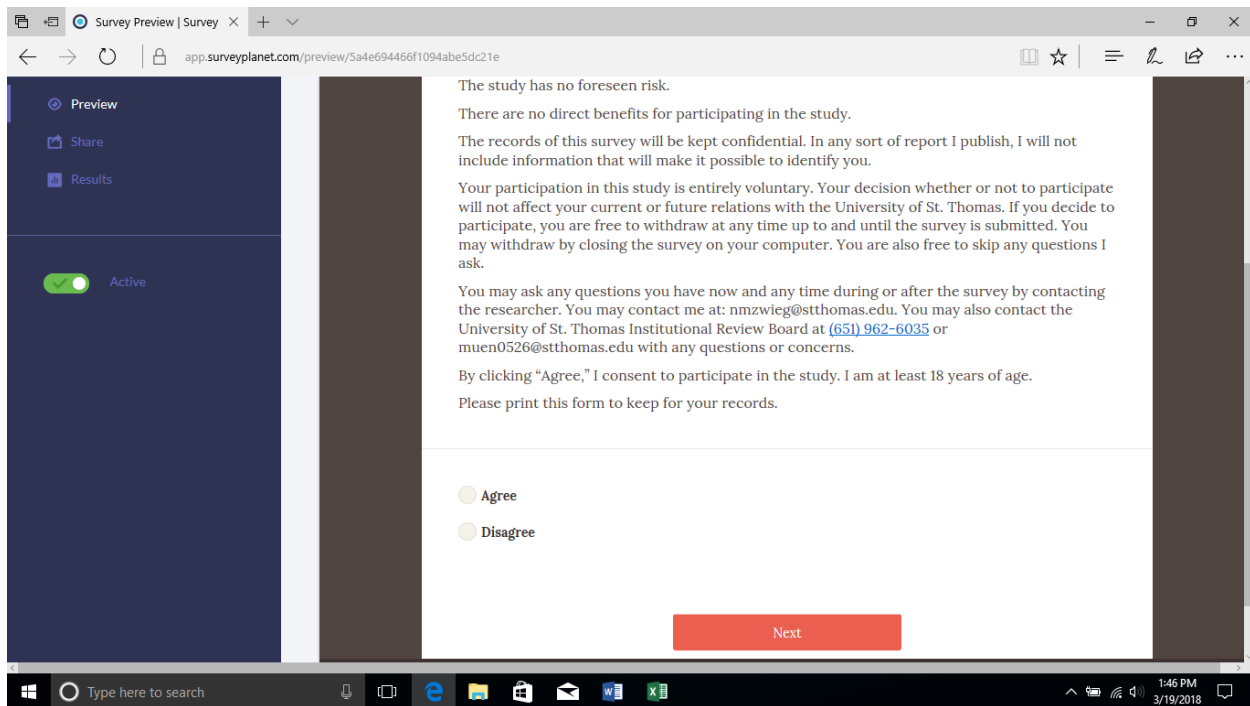 Survey Preview | Survey
app.surveyplanet.com/preview/5a4e694466f1094abe5dc21e
Preview
Share
Results
Active
The study has no foreseen risk.
There are no direct benefits for participating in the study.
The records of this survey will be kept confidential. In any sort of report I publish, I will not
include information that will make it possible to identify you.
Your participation in this study is entirely voluntary. Your decision whether or not to participate
will not affect your current or future relations with the University of St. Thomas. If you decide to
participate, you are free to withdraw at any time up to and until the survey is submitted. You
may withdraw by closing the survey on your computer. You are also free to skip any questions I
ask.
You may ask any questions you have now and any time during or after the survey by contacting
the researcher. You may contact me at: nmzwieg@stthomas.edu. You may also contact the
University of St. Thomas Institutional Review Board at (651) 962-6035 or
muen0526@stthomas.edu with any questions or concerns.
By clicking “Agree,” I consent to participate in the study. I am at least 18 years of age.
Please print this form to keep for your records.
Agree
Disagree
Next
Type here to search
1:46 PM
3/19/2018